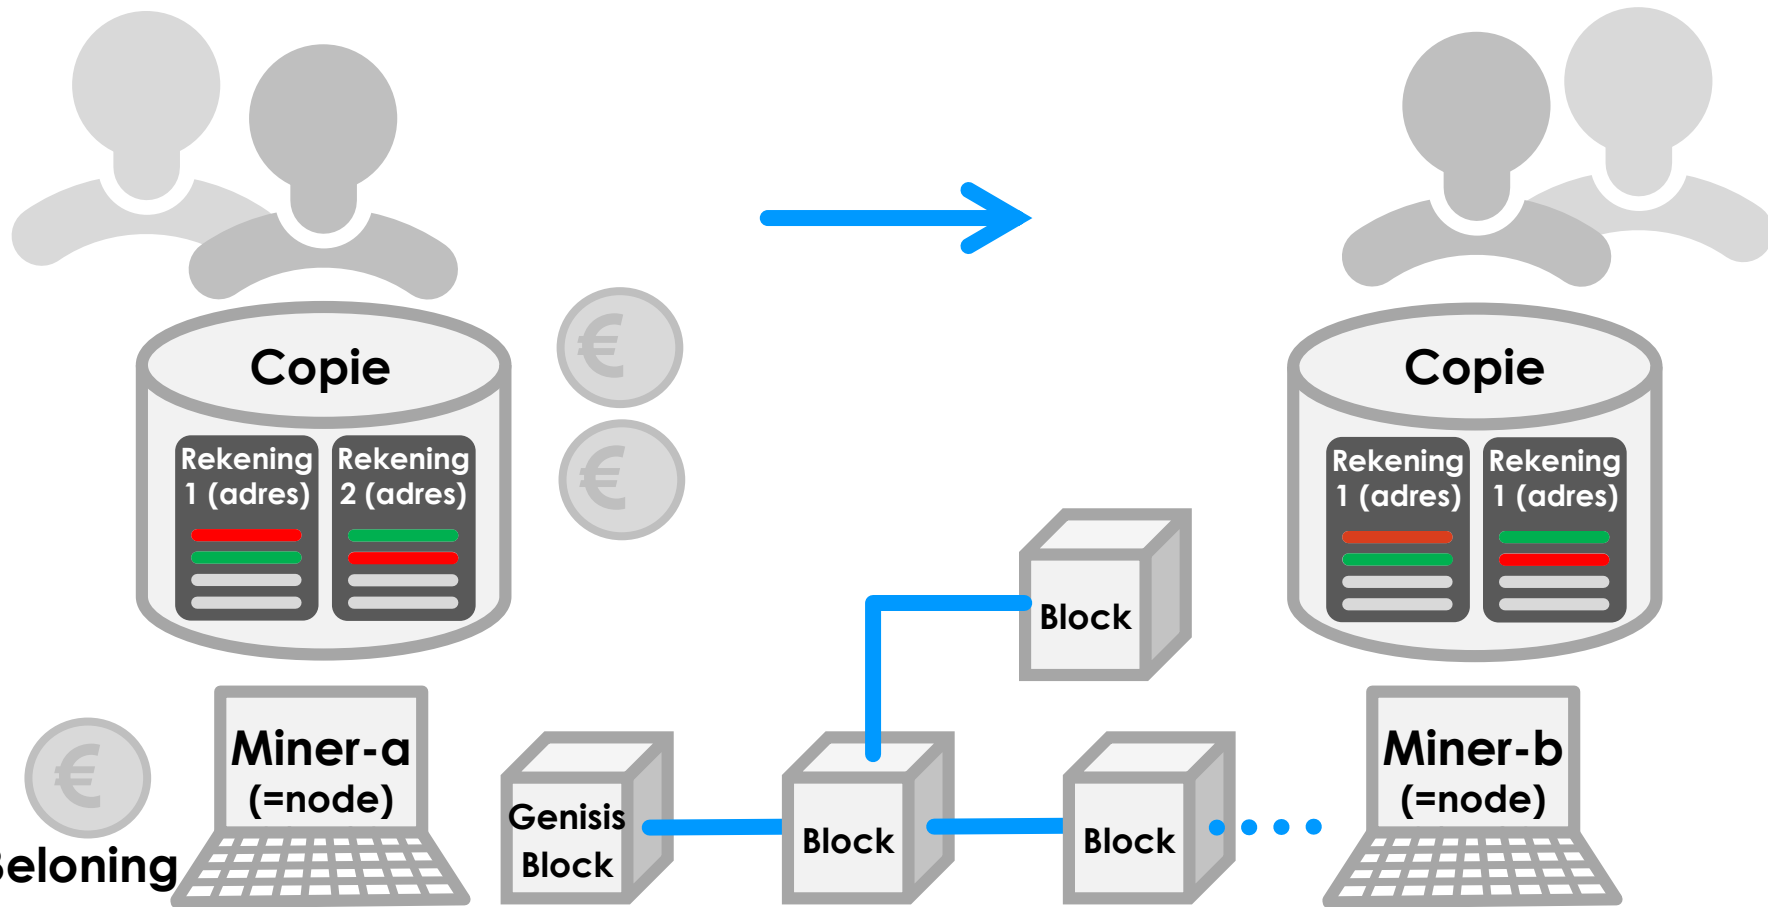 Copie
Rekening
1 (adres)
Rekening
2 (adres)
€
€
Copie
Rekening
1 (adres)
Rekening
1 (adres)
Block
€
Beloning
Miner-a
(=node)
Genisis
Block
Block
Block
Miner-b
(=node)